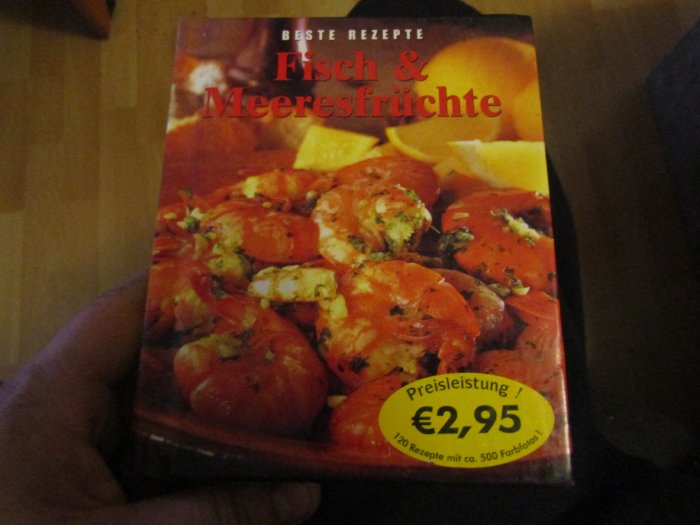 BESTE REZEPTE
Fisch &
Meeresfrüchte
Preisleistung !
€2,95
120 Rezepte mit ca. 500 Farbfotos !